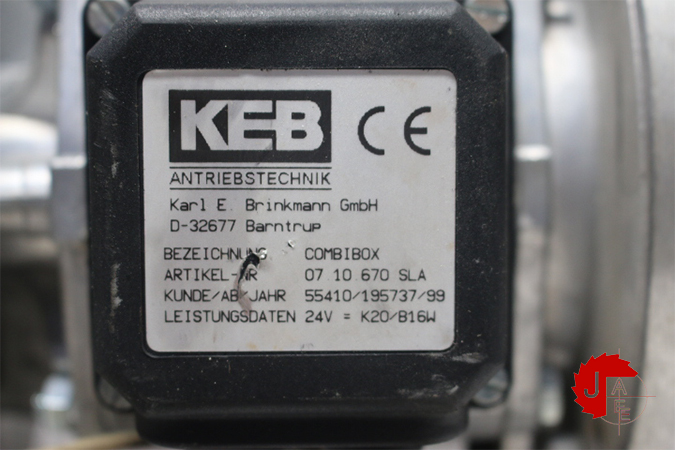 KEB CE
ANTRIEBSTECHNIK
Karl E. Brinkmann GmbH
D-32677 Barntrup
BEZEICHNUNG COMBIBOX
ARTIKEL-NR 07.10.670 SLA
KUNDE/AB/JAHR 55410/195737/99
LEISTUNGSDATEN 24V = K20/B16W
J